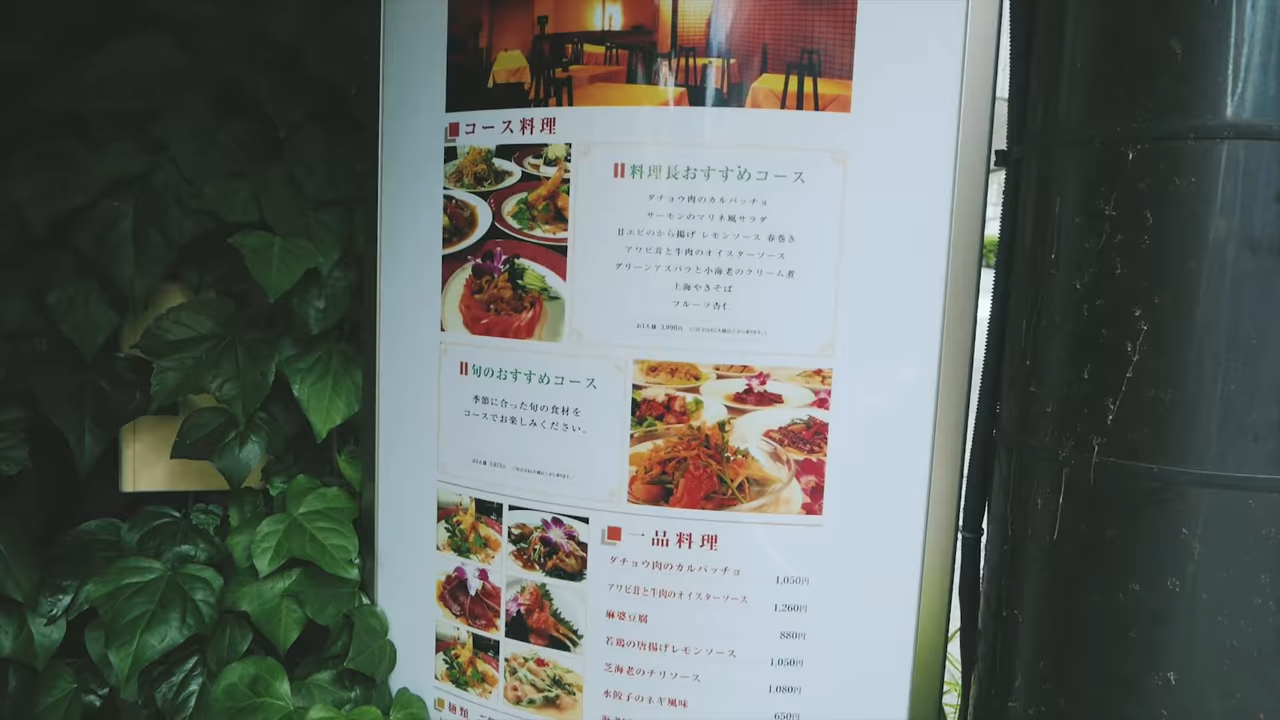 コース料理
料理長おすすめコース
ダチョウ肉のカルパッチョ
サーモンのマリネ風サラダ
甘エビのから揚げ レモンソース 春巻き
アワビ茸と牛肉のオイスターソース
グリーンアスパラと小海老のクリーム煮
上海やきそば
フルーツ杏仁
お1人様 3,990円
旬のおすすめコース
季節に合った旬の食材を
コースでお楽しみください。
お1人様
一品料理
ダチョウ肉のカルパッチョ 1,050円
アワビ茸と牛肉のオイスターソース 1,260円
麻婆豆腐 880円
若鶏の唐揚げレモンソース 1,050円
芝海老のチリソース 1,080円
水餃子のネギ風味 650円
麺類